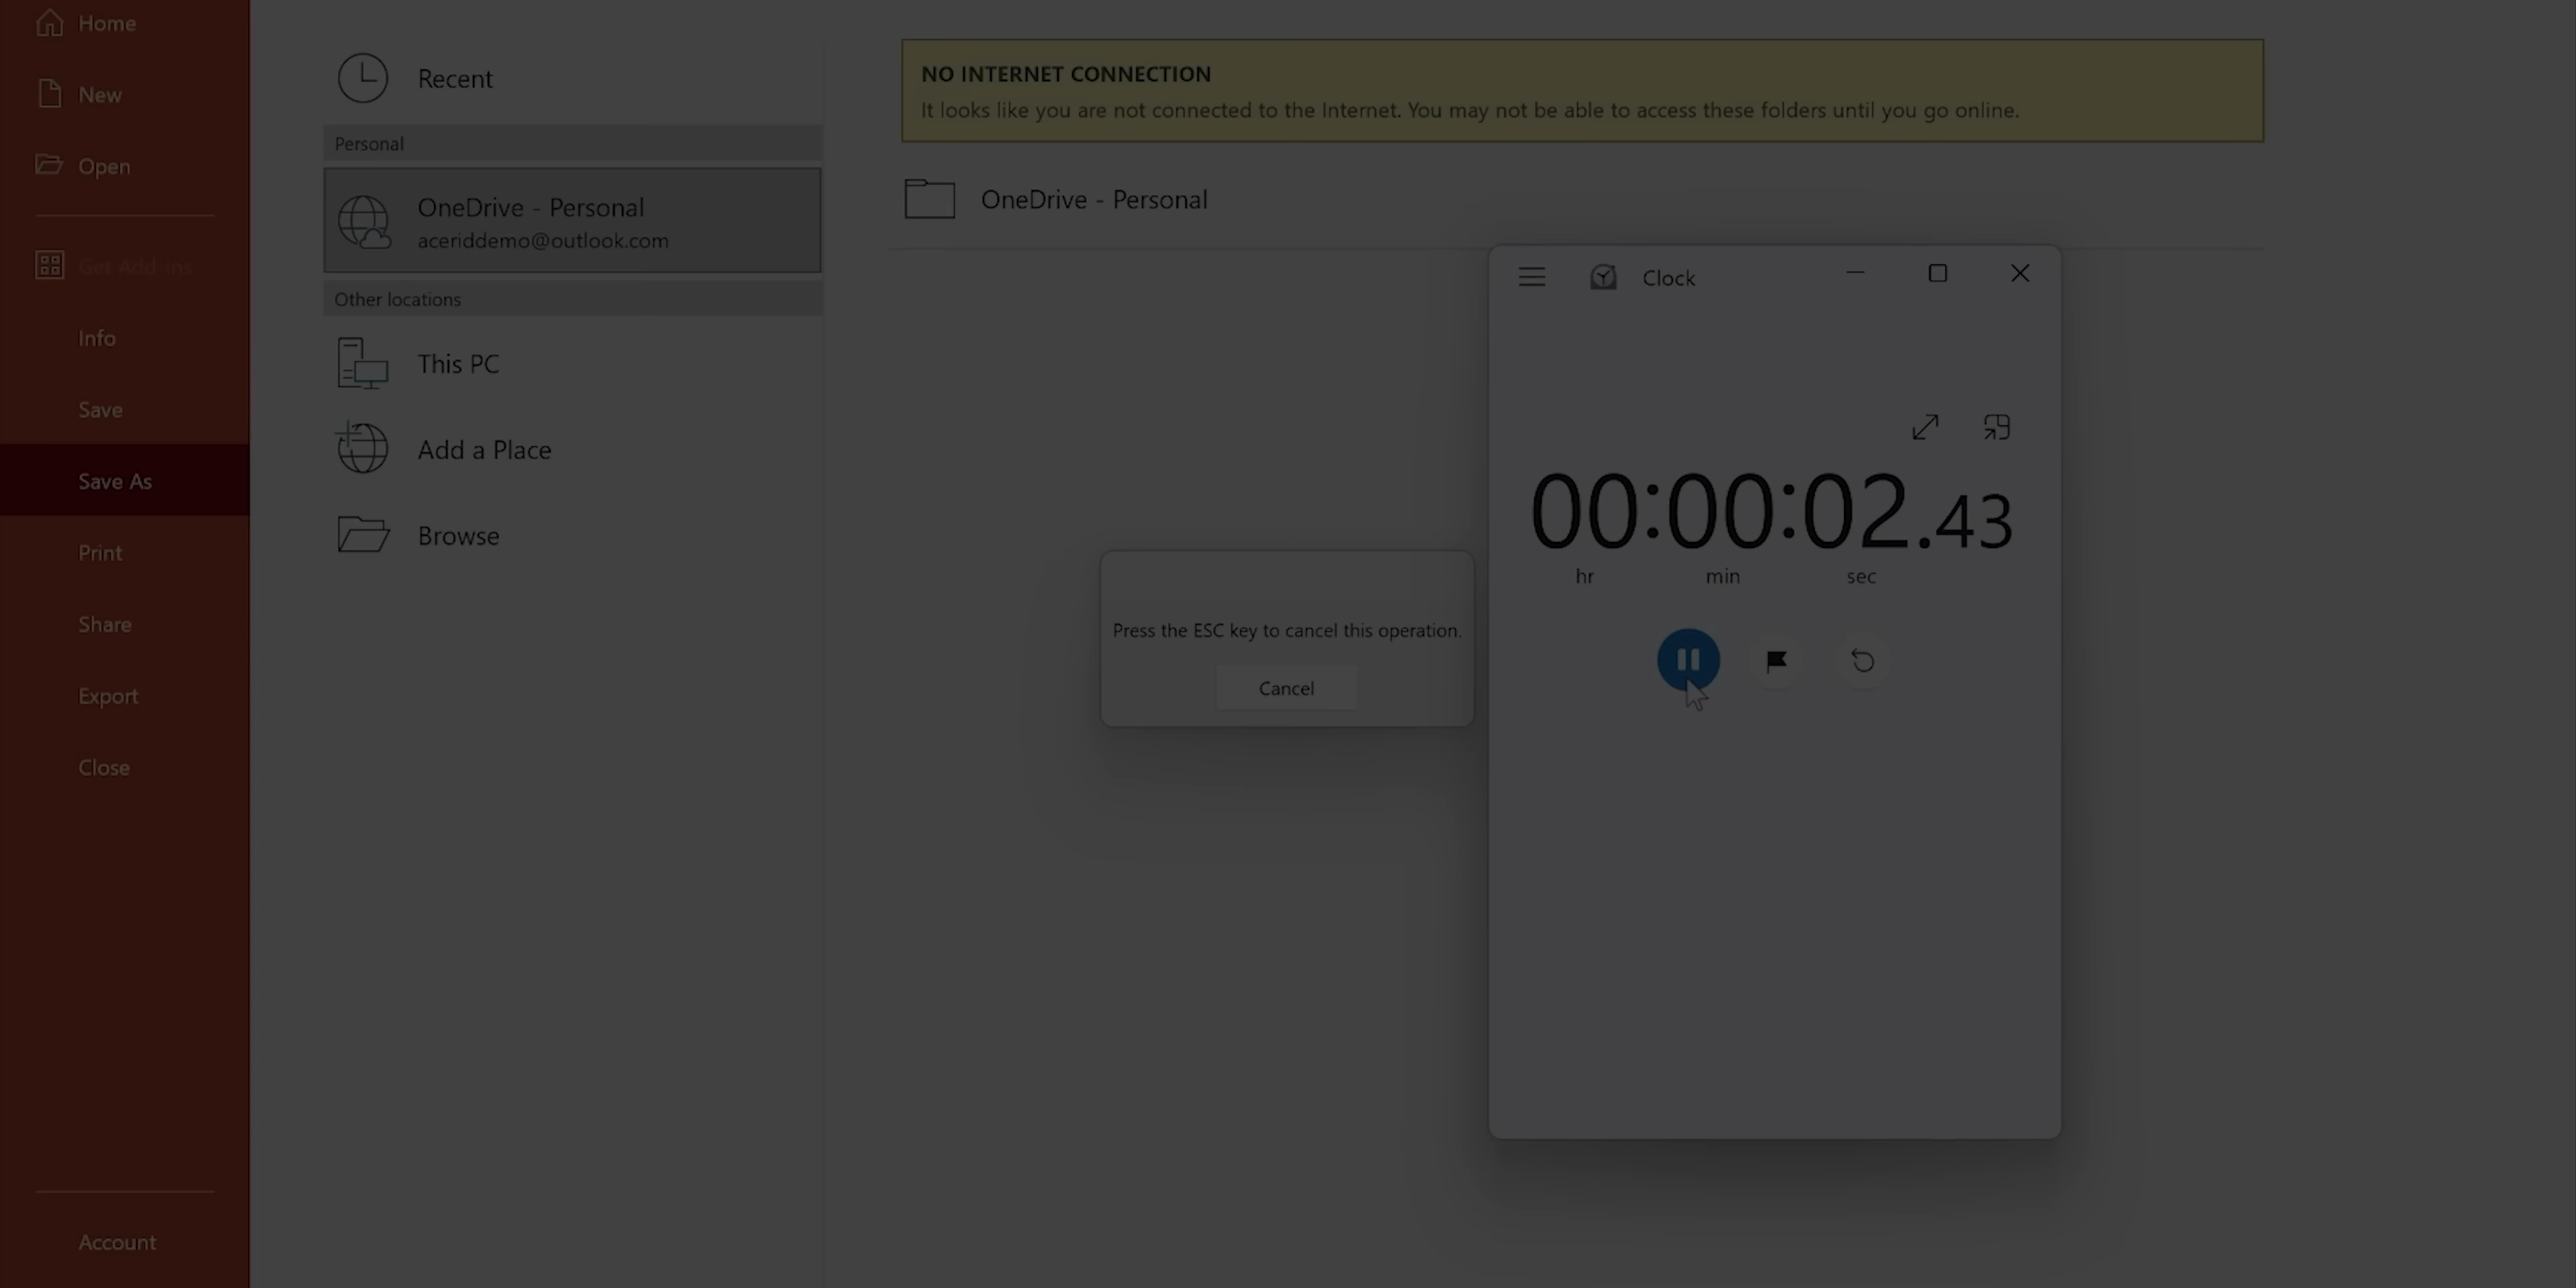 Home
New
Open
Get Add-ins
Info
Save
Save As
Print
Share
Export
Close
Account
Recent
Personal
OneDrive - Personal
aceriddemo@outlook.com
Other locations
This PC
Add a Place
Browse
NO INTERNET CONNECTION
It looks like you are not connected to the Internet. You may not be able to access these folders until you go online.
OneDrive - Personal
Press the ESC key to cancel this operation.
Cancel
Clock
00:00:02.43
hr min sec